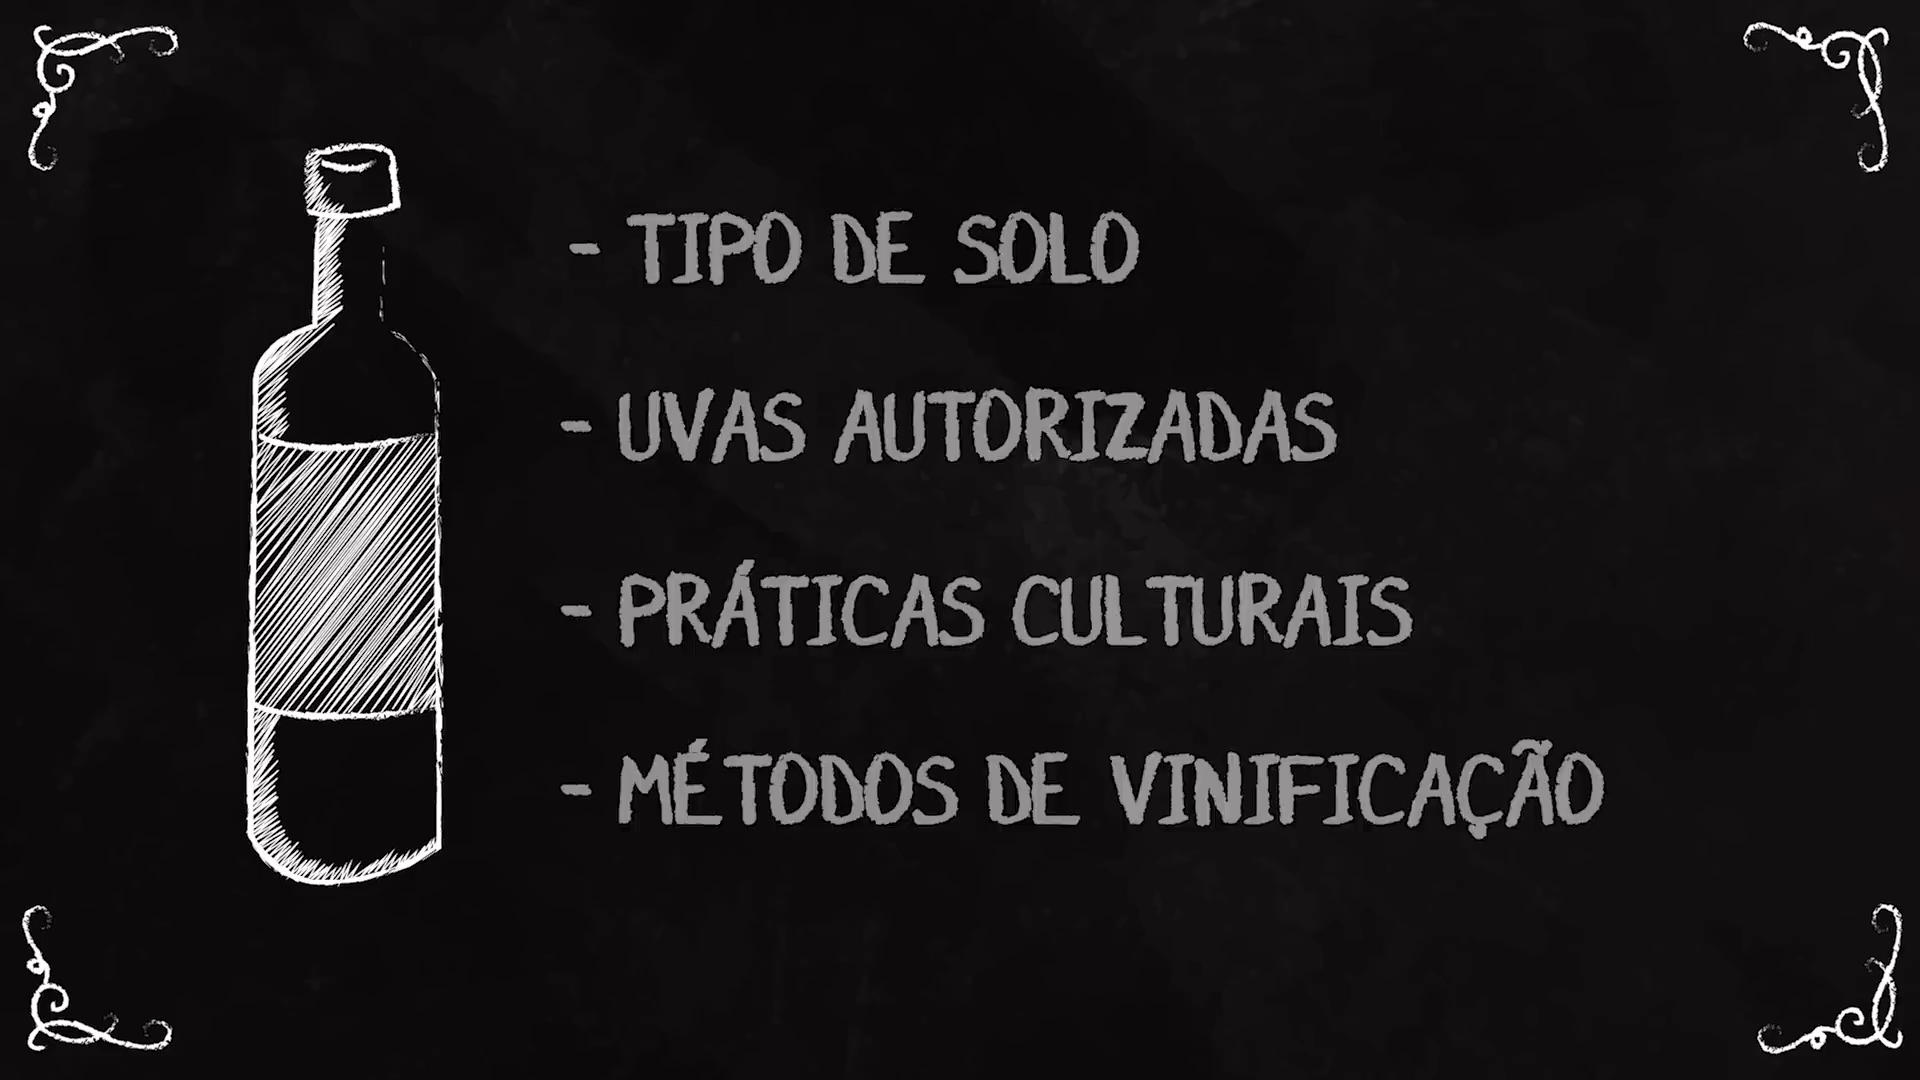 - TIPO DE SOLO
- UVAS AUTORIZADAS
- PRÁTICAS CULTURAIS
- MÉTODOS DE VINIFICAÇÃO